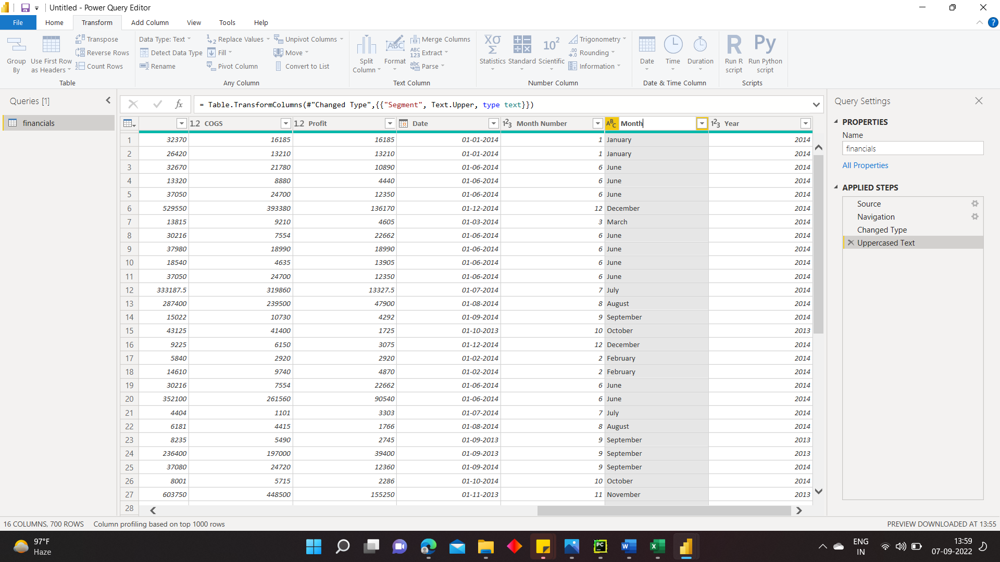 Untitled - Power Query Editor
File Home Transform Add Column View Tools Help
Group By
Use First Row as Headers
Transpose
Reverse Rows
Count Rows
Table
Data Type: Text
Detect Data Type
Rename
Replace Values
Fill
Pivot Column
Unpivot Columns
Move
Convert to List
Any Column
Split Column
Format
Merge Columns
Extract
Parse
Text Column
Statistics
Standard
Scientific
Trigonometry
Rounding
Information
Number Column
Date
Time
Duration
Date & Time Column
Run R script
Run Python script
Scripts
Queries [1]
financials
= Table.TransformColumns(#"Changed Type",{{"Segment", Text.Upper, type text}})
1.2 COGS 1.2 Profit Date 1²3 Month Number ABC Month 1²3 Year
1 32370 16185 16185 01-01-2014 1 January 2014
2 26420 13210 13210 01-01-2014 1 January 2014
3 32670 21780 10890 01-06-2014 6 June 2014
4 13320 8880 4440 01-06-2014 6 June 2014
5 37050 24700 12350 01-06-2014 6 June 2014
6 529550 393380 136170 01-12-2014 12 December 2014
7 13815 9210 4605 01-03-2014 3 March 2014
8 30216 7554 22662 01-06-2014 6 June 2014
9 37980 18990 18990 01-06-2014 6 June 2014
10 18540 4635 13905 01-06-2014 6 June 2014
11 37050 24700 12350 01-06-2014 6 June 2014
12 333187.5 319860 13327.5 01-07-2014 7 July 2014
13 287400 239500 47900 01-08-2014 8 August 2014
14 15022 10730 4292 01-09-2014 9 September 2014
15 43125 41400 1725 01-10-2013 10 October 2013
16 9225 6150 3075 01-12-2014 12 December 2014
17 5840 2920 2920 01-02-2014 2 February 2014
18 14610 9740 4870 01-02-2014 2 February 2014
19 30216 7554 22662 01-06-2014 6 June 2014
20 352100 261560 90540 01-06-2014 6 June 2014
21 4404 1101 3303 01-07-2014 7 July 2014
22 6181 4415 1766 01-08-2014 8 August 2014
23 8235 5490 2745 01-09-2013 9 September 2013
24 236400 197000 39400 01-09-2013 9 September 2013
25 37080 24720 12360 01-09-2014 9 September 2014
26 8001 5715 2286 01-10-2014 10 October 2014
27 603750 448500 155250 01-11-2013 11 November 2013
28
Query Settings
PROPERTIES
Name
financials
All Properties
APPLIED STEPS
Source
Navigation
Changed Type
Uppercased Text
16 COLUMNS, 700 ROWS Column profiling based on top 1000 rows
PREVIEW DOWNLOADED AT 13:55
97°F
Haze
ENG
IN
13:59
07-09-2022